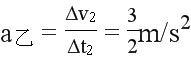 a乙 = Δv₂/Δt₂ = 3/2 m/s²